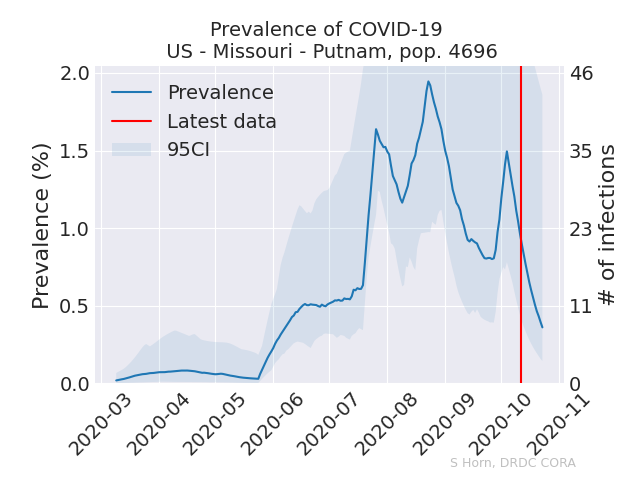 Prevalence of COVID-19
US - Missouri - Putnam, pop. 4696
Prevalence (%)
2.0
1.5
1.0
0.5
0.0
Prevalence
Latest data
95CI
46
35
23
11
0
# of infections
2020-03
2020-04
2020-05
2020-06
2020-07
2020-08
2020-09
2020-10
2020-11
S Horn, DRDC CORA